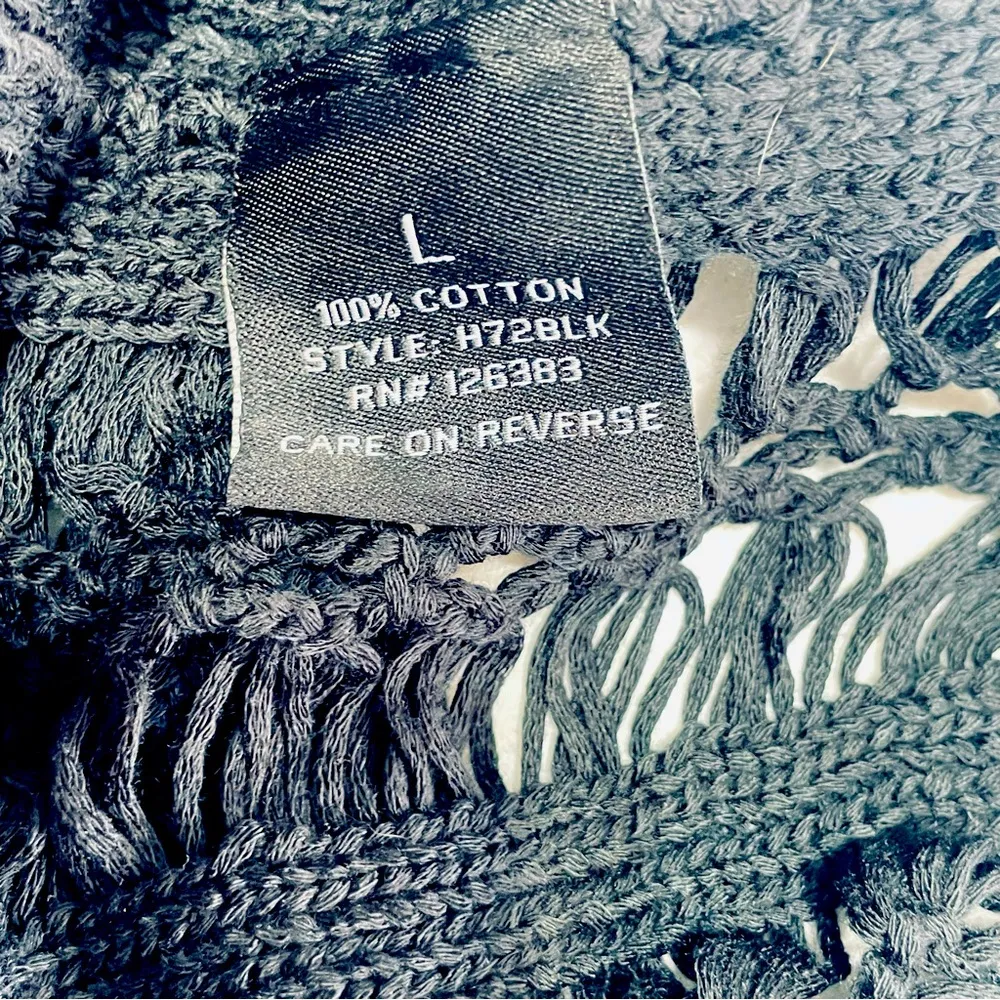 L
100% COTTON
STYLE: H72BLK
RN# 126383
CARE ON REVERSE